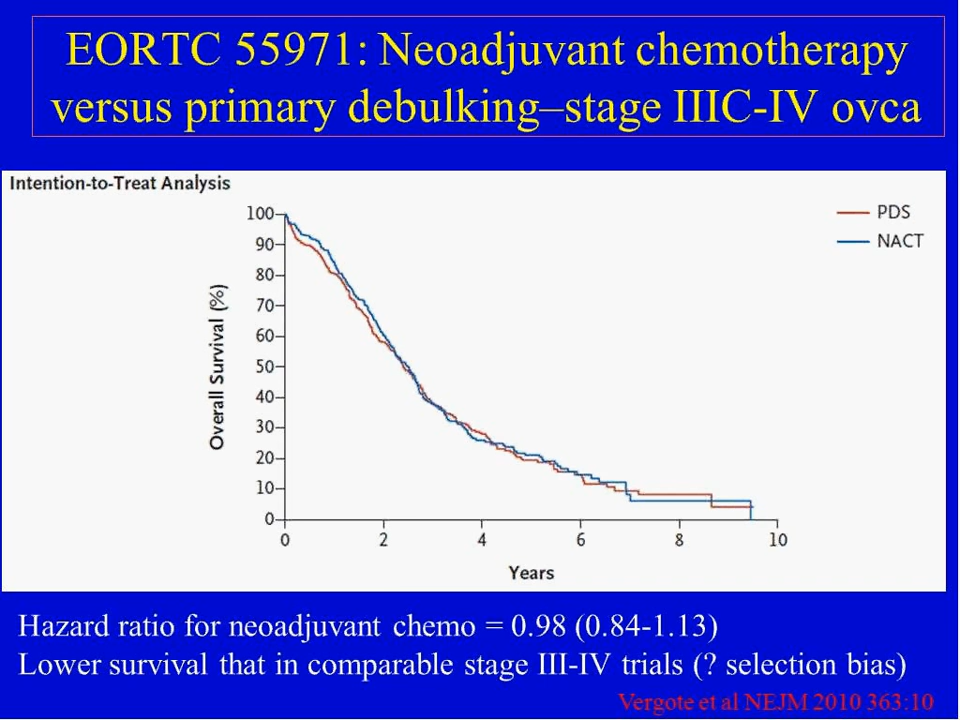 EORTC 55971: Neoadjuvant chemotherapy
versus primary debulking–stage IIIC-IV ovca
Intention-to-Treat Analysis
PDS
NACT
Overall Survival (%)
100
90
80
70
60
50
40
30
20
10
0
0 2 4 6 8 10
Years
Hazard ratio for neoadjuvant chemo = 0.98 (0.84-1.13)
Lower survival that in comparable stage III-IV trials (? selection bias)
Vergote et al NEJM 2010 363:10